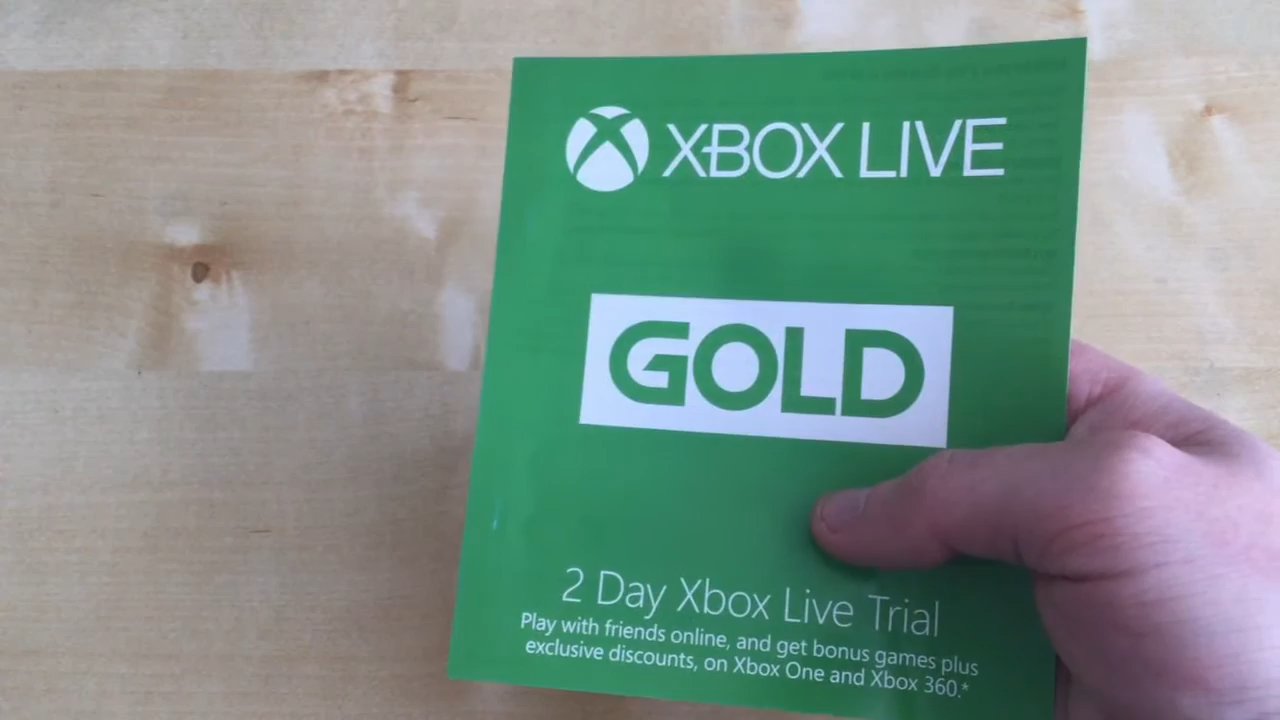 XBOX LIVE
GOLD
2 Day Xbox Live Trial
Play with friends online, and get bonus games plus
exclusive discounts, on Xbox One and Xbox 360.*